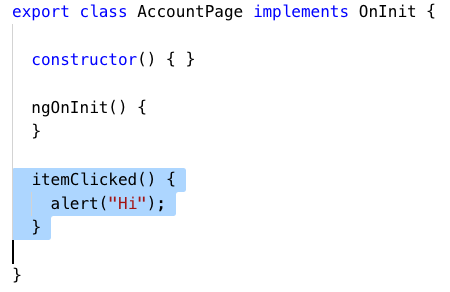 export class AccountPage implements OnInit {
constructor() { }
ngOnInit() {
}
itemClicked() {
alert("Hi");
}
}